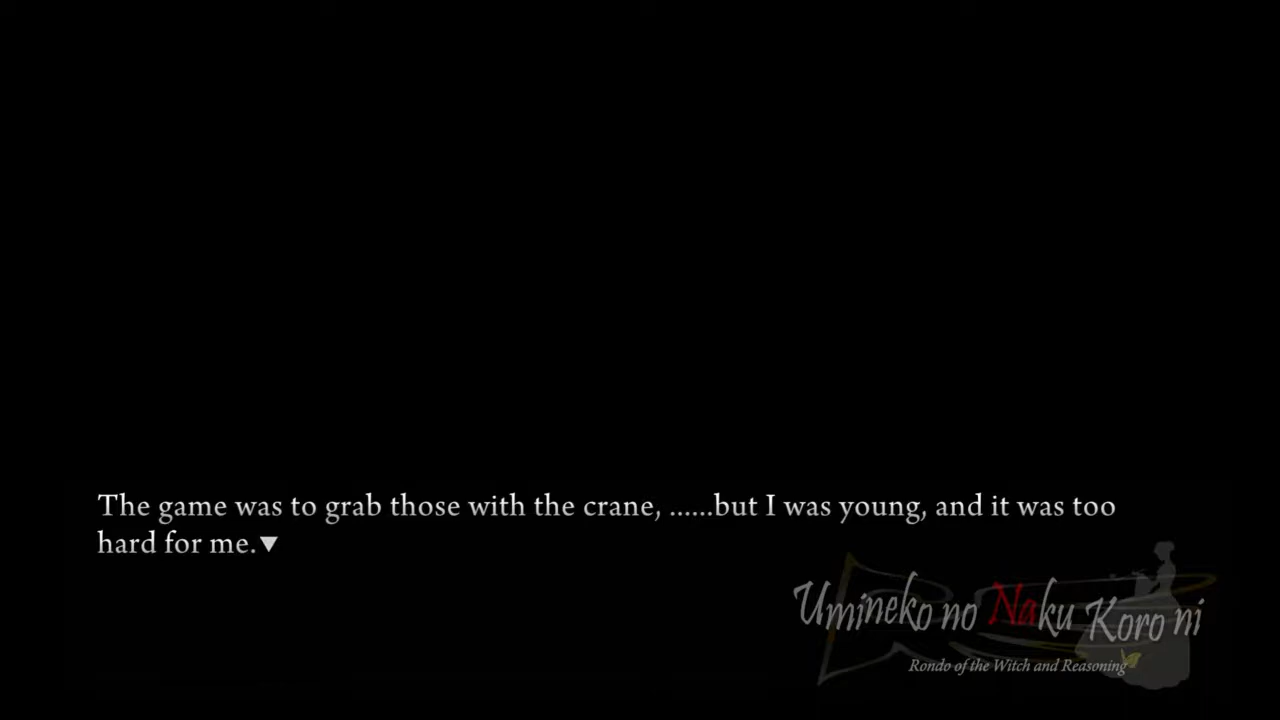 The game was to grab those with the crane, ......but I was young, and it was too
hard for me.▼
Umineko no Naku Koro ni
Rondo of the Witch and Reasoning